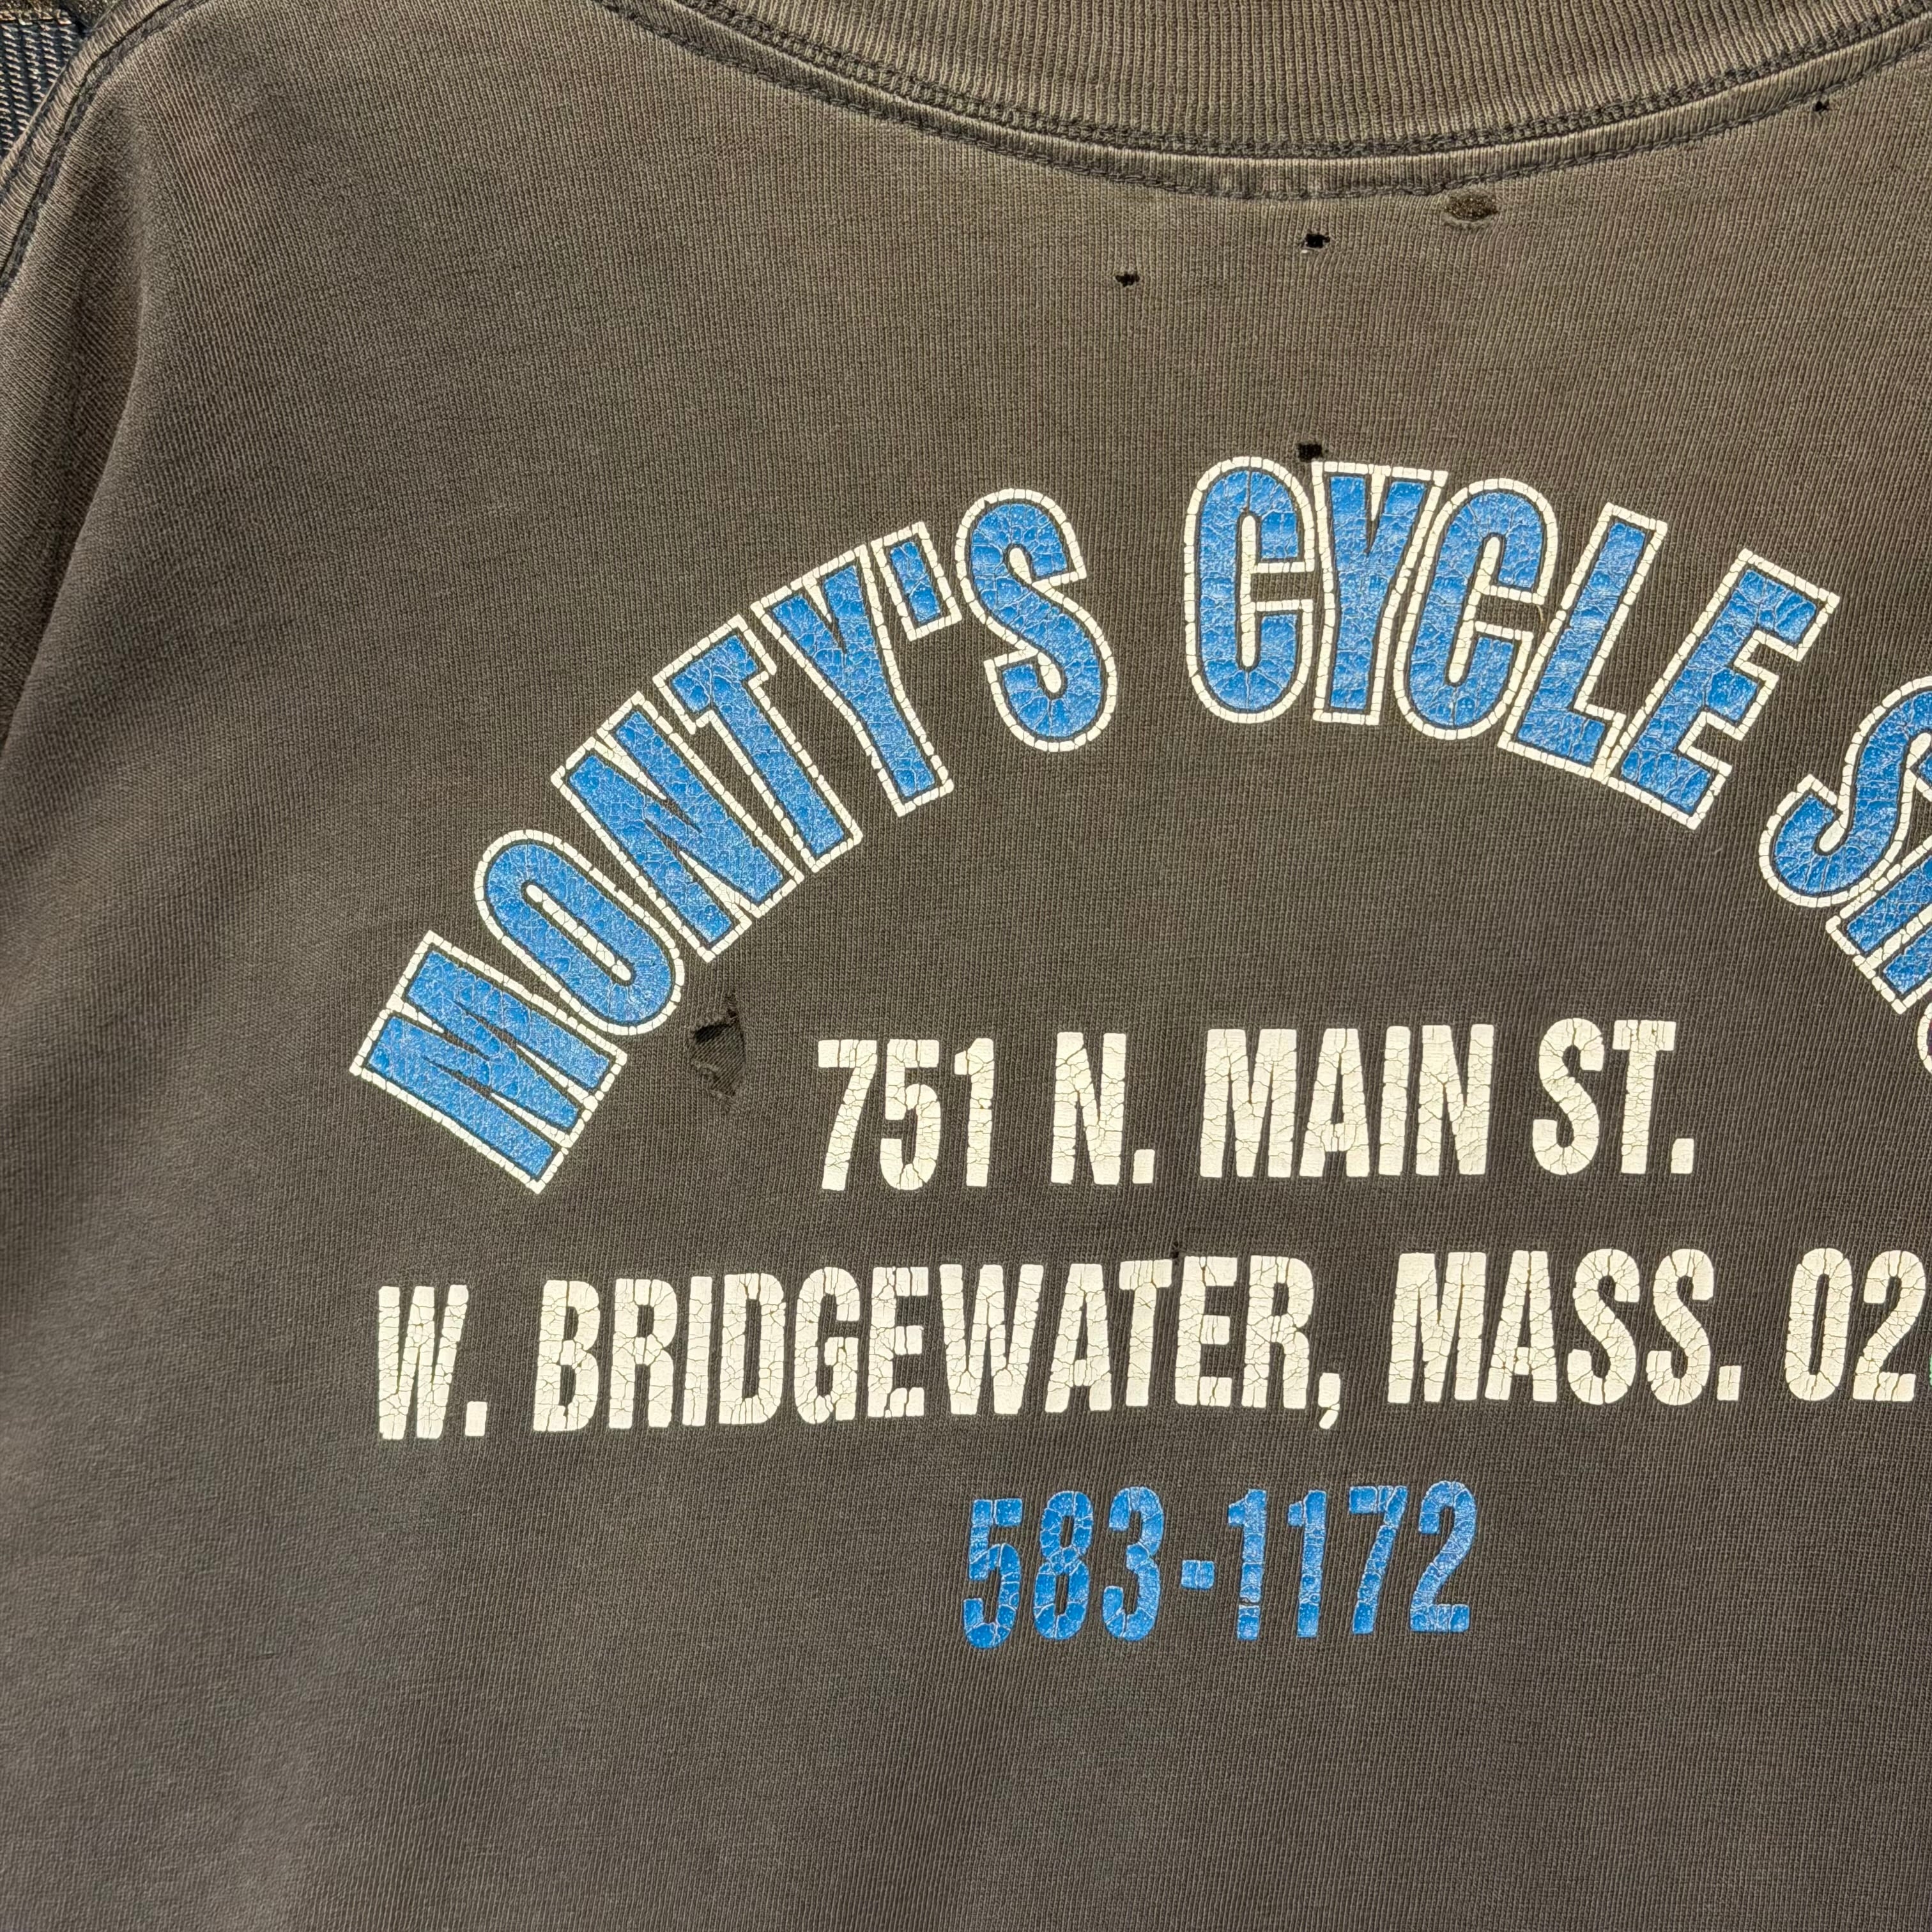 MONTY'S CYCLE
751 N. MAIN ST.
W. BRIDGEWATER, MASS. 02
583-1172